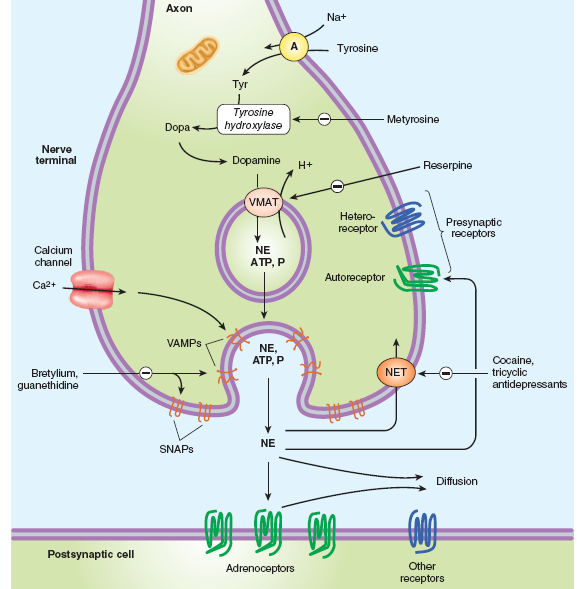 Axon
Na+
A
Tyrosine
Tyr
Tyrosine
hydroxylase
Metyrosine
Dopa
Nerve
terminal
Dopamine
H+
Reserpine
VMAT
Hetero-
receptor
Presynaptic
receptors
NE
ATP, P
Calcium
channel
Autoreceptor
Ca2+
VAMPs
NE,
ATP, P
Bretylium,
guanethidine
NET
Cocaine,
tricyclic
antidepressants
SNAPs
NE
Diffusion
Postsynaptic cell
Adrenoceptors
Other
receptors